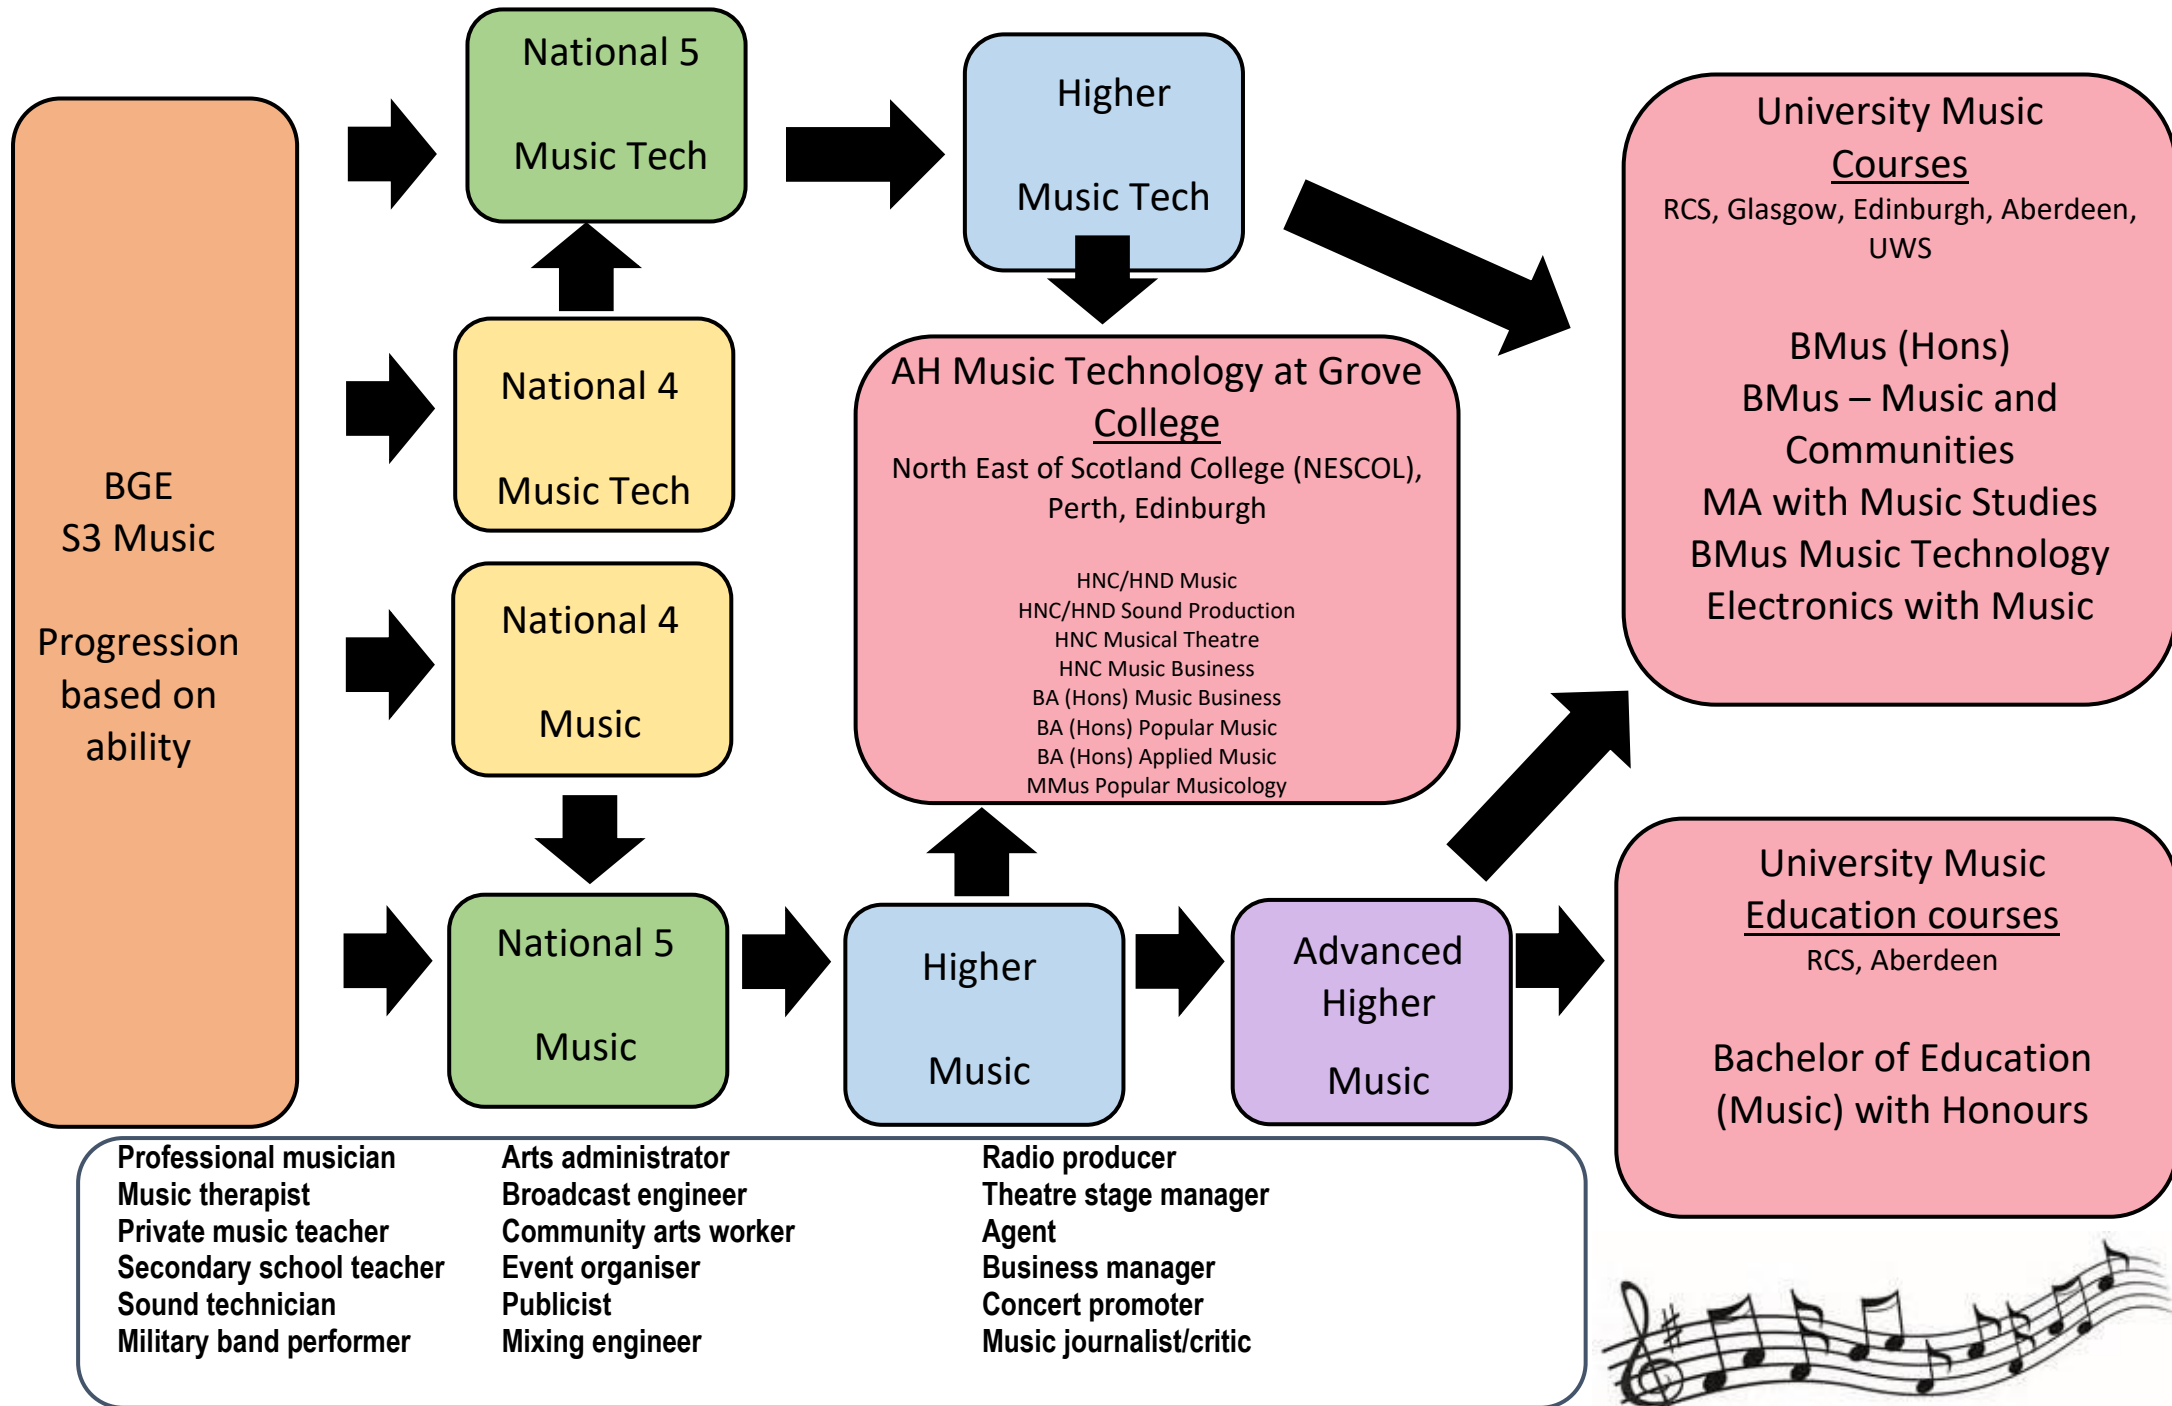 BGE
S3 Music
Progression
based on
ability
National 5
Music Tech
National 4
Music Tech
National 4
Music
National 5
Music
Higher
Music Tech
AH Music Technology at Grove
College
North East of Scotland College (NESCOL),
Perth, Edinburgh
HNC/HND Music
HNC/HND Sound Production
HNC Musical Theatre
HNC Music Business
BA (Hons) Music Business
BA (Hons) Popular Music
BA (Hons) Applied Music
MMus Popular Musicology
Higher
Music
Advanced
Higher
Music
University Music
Courses
RCS, Glasgow, Edinburgh, Aberdeen,
UWS
BMus (Hons)
BMus – Music and
Communities
MA with Music Studies
BMus Music Technology
Electronics with Music
University Music
Education courses
RCS, Aberdeen
Bachelor of Education
(Music) with Honours
Professional musician
Music therapist
Private music teacher
Secondary school teacher
Sound technician
Military band performer
Arts administrator
Broadcast engineer
Community arts worker
Event organiser
Publicist
Mixing engineer
Radio producer
Theatre stage manager
Agent
Business manager
Concert promoter
Music journalist/critic